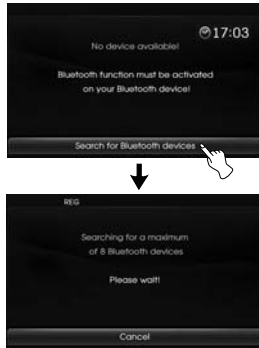 17:03
No device available!
Bluetooth function must be activated
on your Bluetooth device!
Search for Bluetooth devices
REG
Searching for a maximum
of 8 Bluetooth devices
Please wait!
Cancel